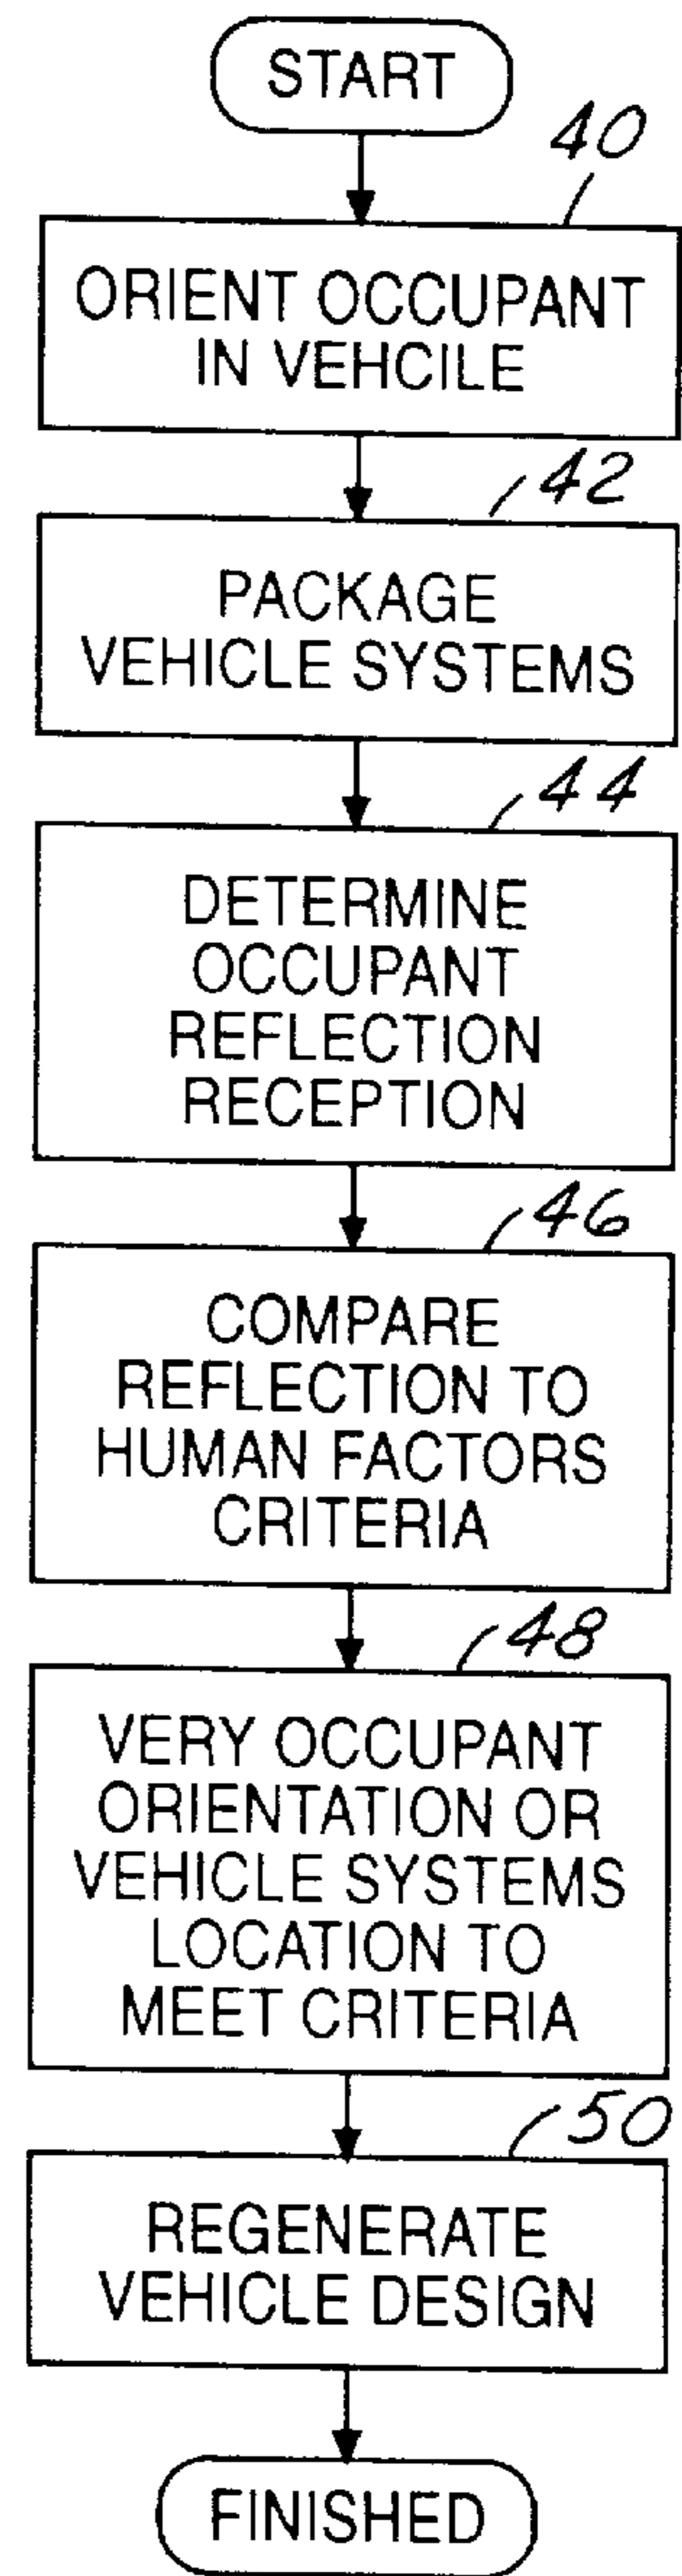 START
40
ORIENT OCCUPANT
IN VEHCILE
42
PACKAGE
VEHICLE SYSTEMS
44
DETERMINE
OCCUPANT
REFLECTION
RECEPTION
46
COMPARE
REFLECTION TO
HUMAN FACTORS
CRITERIA
48
VERY OCCUPANT
ORIENTATION OR
VEHICLE SYSTEMS
LOCATION TO
MEET CRITERIA
50
REGENERATE
VEHICLE DESIGN
FINISHED